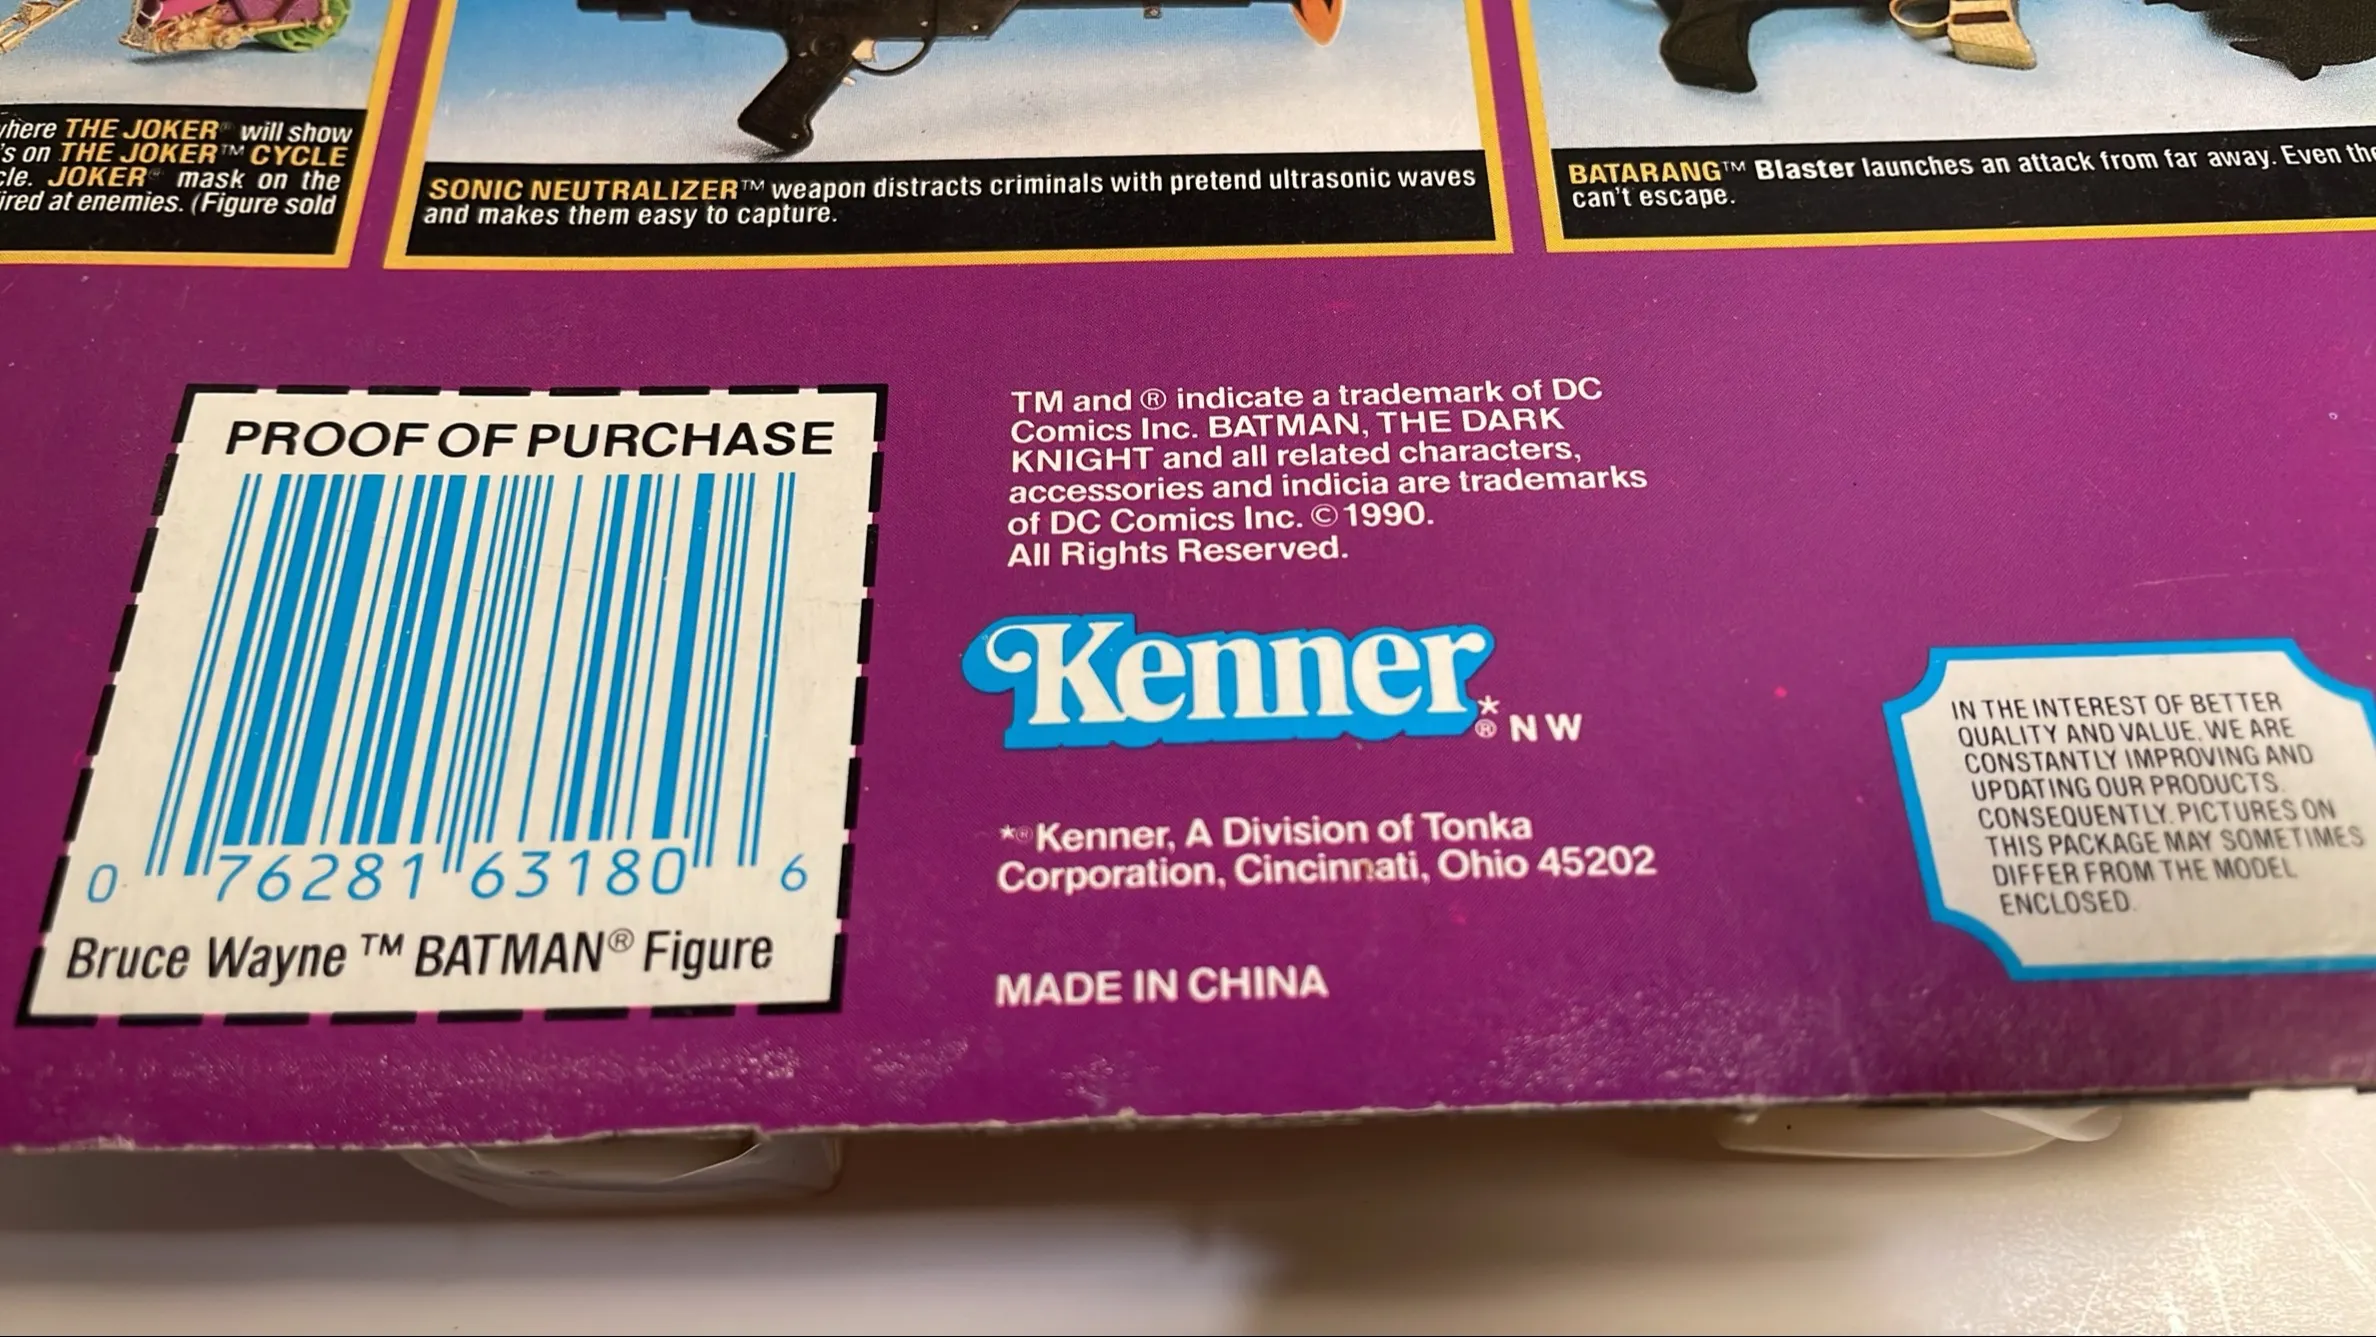 where THE JOKER® will show
's on THE JOKER™ CYCLE
cle. JOKER® mask on the
ired at enemies. (Figure sold
SONIC NEUTRALIZER™ weapon distracts criminals with pretend ultrasonic waves
and makes them easy to capture.
BATARANG™ Blaster launches an attack from far away. Even the
can't escape.
PROOF OF PURCHASE
0 76281 63180 6
Bruce Wayne™ BATMAN® Figure
TM and ® indicate a trademark of DC
Comics Inc. BATMAN, THE DARK
KNIGHT and all related characters,
accessories and indicia are trademarks
of DC Comics Inc. © 1990.
All Rights Reserved.
Kenner
*® N W
*® Kenner, A Division of Tonka
Corporation, Cincinnati, Ohio 45202
MADE IN CHINA
IN THE INTEREST OF BETTER
QUALITY AND VALUE, WE ARE
CONSTANTLY IMPROVING AND
UPDATING OUR PRODUCTS.
CONSEQUENTLY, PICTURES ON
THIS PACKAGE MAY SOMETIMES
DIFFER FROM THE MODEL
ENCLOSED.